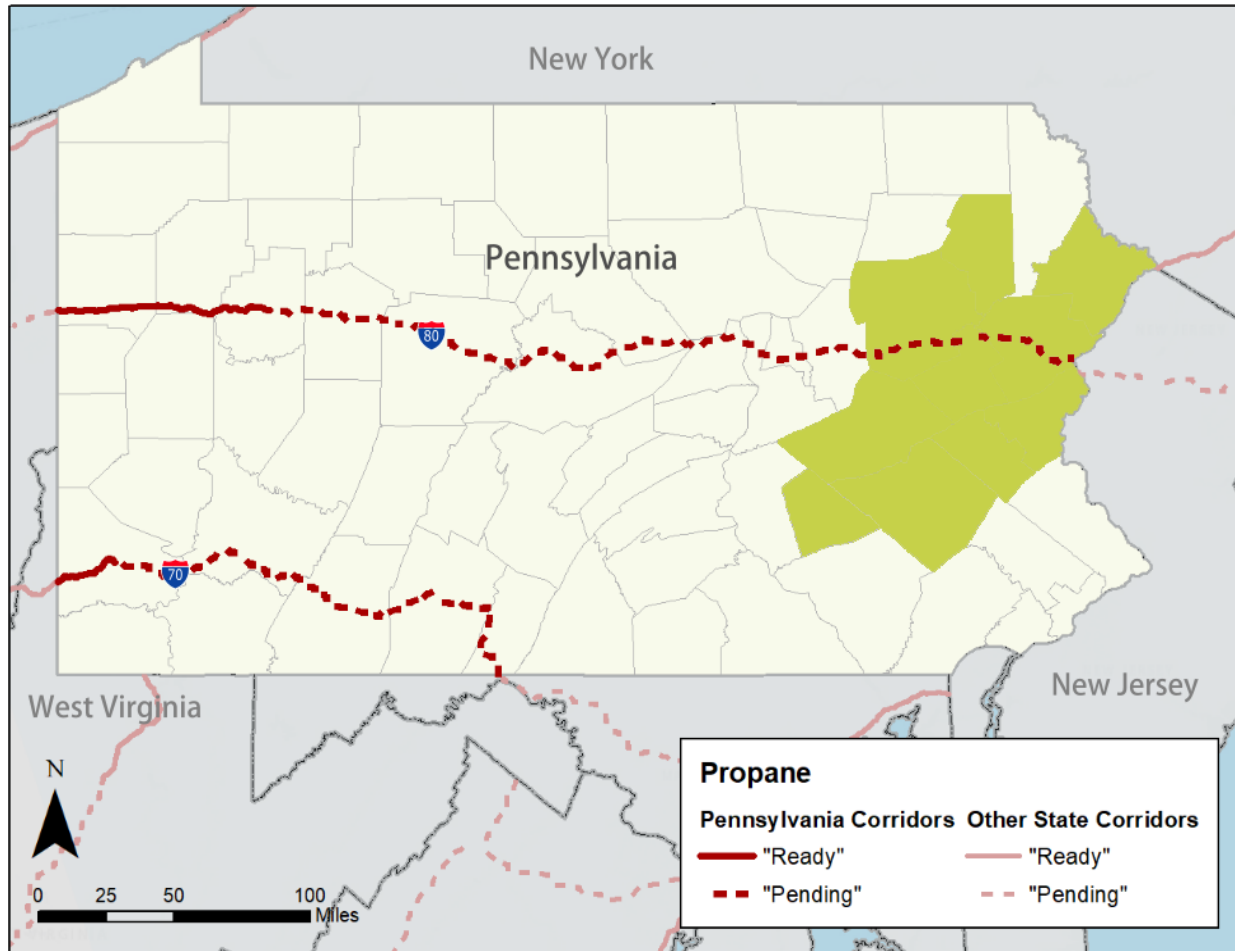 New York
Pennsylvania
80
70
West Virginia
New Jersey
N
0 25 50 100
Miles
Propane
Pennsylvania Corridors Other State Corridors
"Ready" "Ready"
"Pending" "Pending"